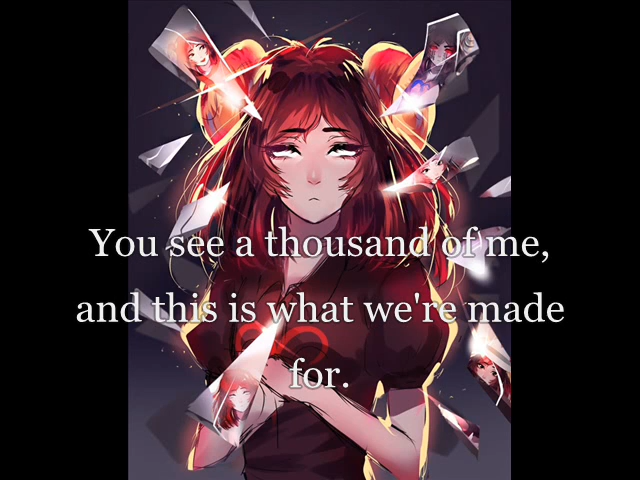 You see a thousand of me,
and this is what we're made
for.